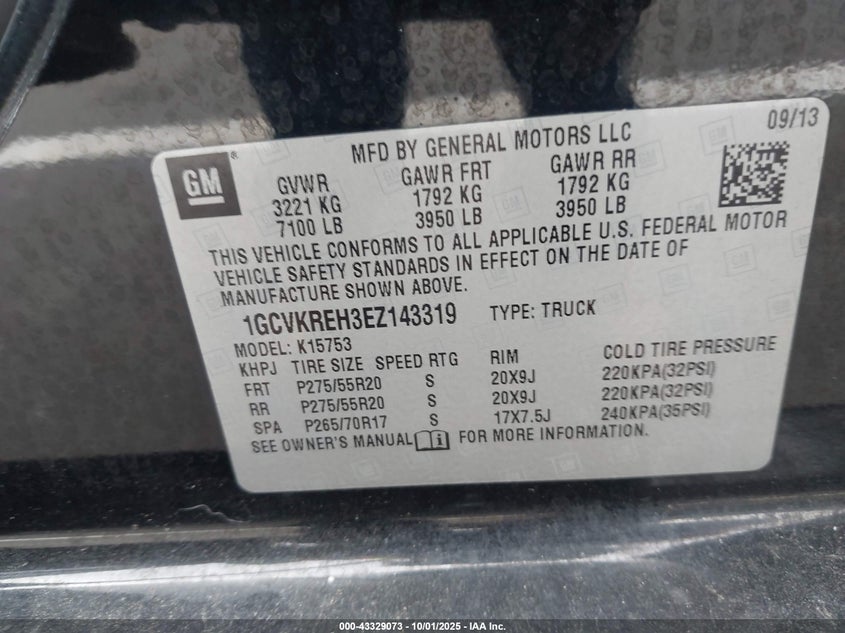 MFD BY GENERAL MOTORS LLC 09/13
GM®
GVWR GAWR FRT GAWR RR
3221 KG 1792 KG 1792 KG
7100 LB 3950 LB 3950 LB
THIS VEHICLE CONFORMS TO ALL APPLICABLE U.S. FEDERAL MOTOR
VEHICLE SAFETY STANDARDS IN EFFECT ON THE DATE OF
MANUFACTURE SHOWN ABOVE.
1GCVKREH3EZ143319 TYPE: TRUCK
MODEL: K15753
KHPJ TIRE SIZE SPEED RTG RIM COLD TIRE PRESSURE
FRT P275/55R20 S 20X9J 220KPA(32PSI)
RR P275/55R20 S 20X9J 220KPA(32PSI)
SPA P265/70R17 S 17X7.5J 240KPA(35PSI)
SEE OWNER'S MANUAL FOR MORE INFORMATION.
000-43329073 - 10/01/2025 - IAA Inc.